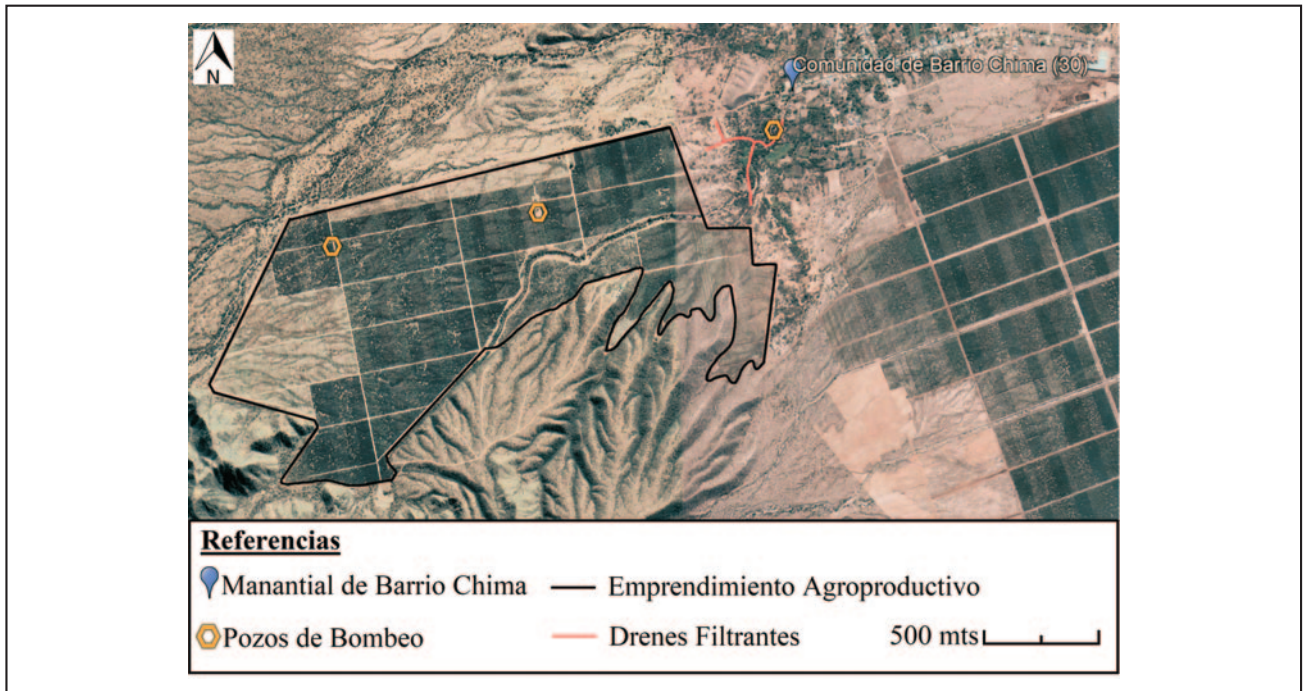 N
Comunidad de Barrio Chima (30)
Referencias
Manantial de Barrio Chima
Emprendimiento Agroproductivo
Pozos de Bombeo
Drenes Filtrantes
500 mts